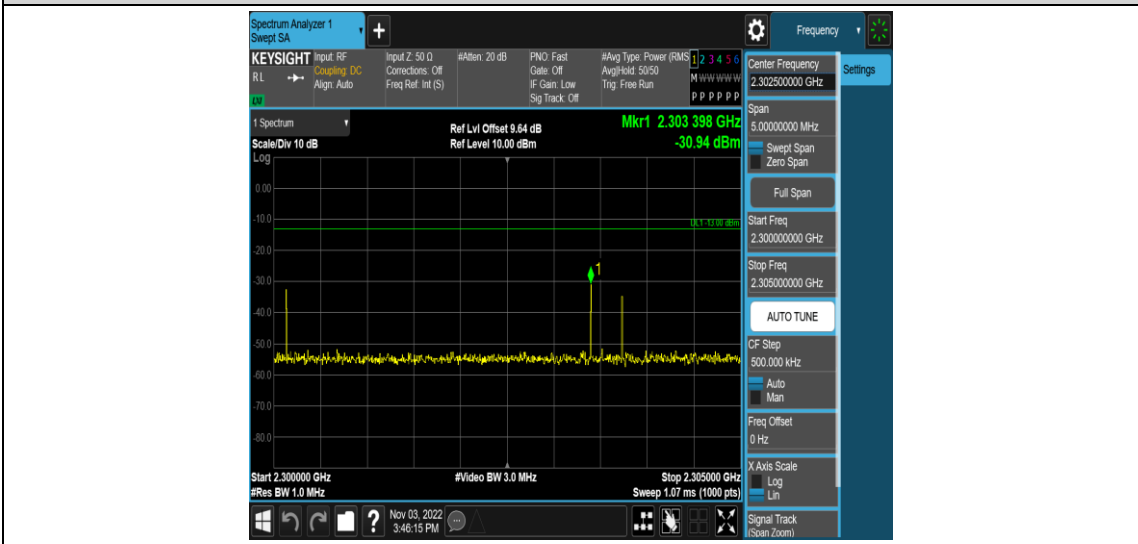 Spectrum Analyzer 1
Swept SA
+
Frequency
KEYSIGHT
RL
Input: RF
Coupling: DC
Align: Auto
Input Z: 50 Ω
Corrections: Off
Freq Ref: Int (S)
#Atten: 20 dB
PNO: Fast
Gate: Off
IF Gain: Low
Sig Track: Off
#Avg Type: Power (RMS
Avg|Hold: 50/50
Trig: Free Run
1 2 3 4 5 6
M W W W W W
P P P P P P
LXI
1 Spectrum
Scale/Div 10 dB
Log
Ref Lvl Offset 9.64 dB
Ref Level 10.00 dBm
Mkr1 2.303 398 GHz
-30.94 dBm
0.00
-10.0
DL1 -13.00 dBm
-20.0
1
-30.0
-40.0
-50.0
-60.0
-70.0
-80.0
Start 2.300000 GHz
#Res BW 1.0 MHz
#Video BW 3.0 MHz
Stop 2.305000 GHz
Sweep 1.07 ms (1000 pts)
?
Nov 03, 2022
3:46:15 PM
Center Frequency
2.302500000 GHz
Settings
Span
5.00000000 MHz
Swept Span
Zero Span
Full Span
Start Freq
2.300000000 GHz
Stop Freq
2.305000000 GHz
AUTO TUNE
CF Step
500.000 kHz
Auto
Man
Freq Offset
0 Hz
X Axis Scale
Log
Lin
Signal Track
(Span Zoom)